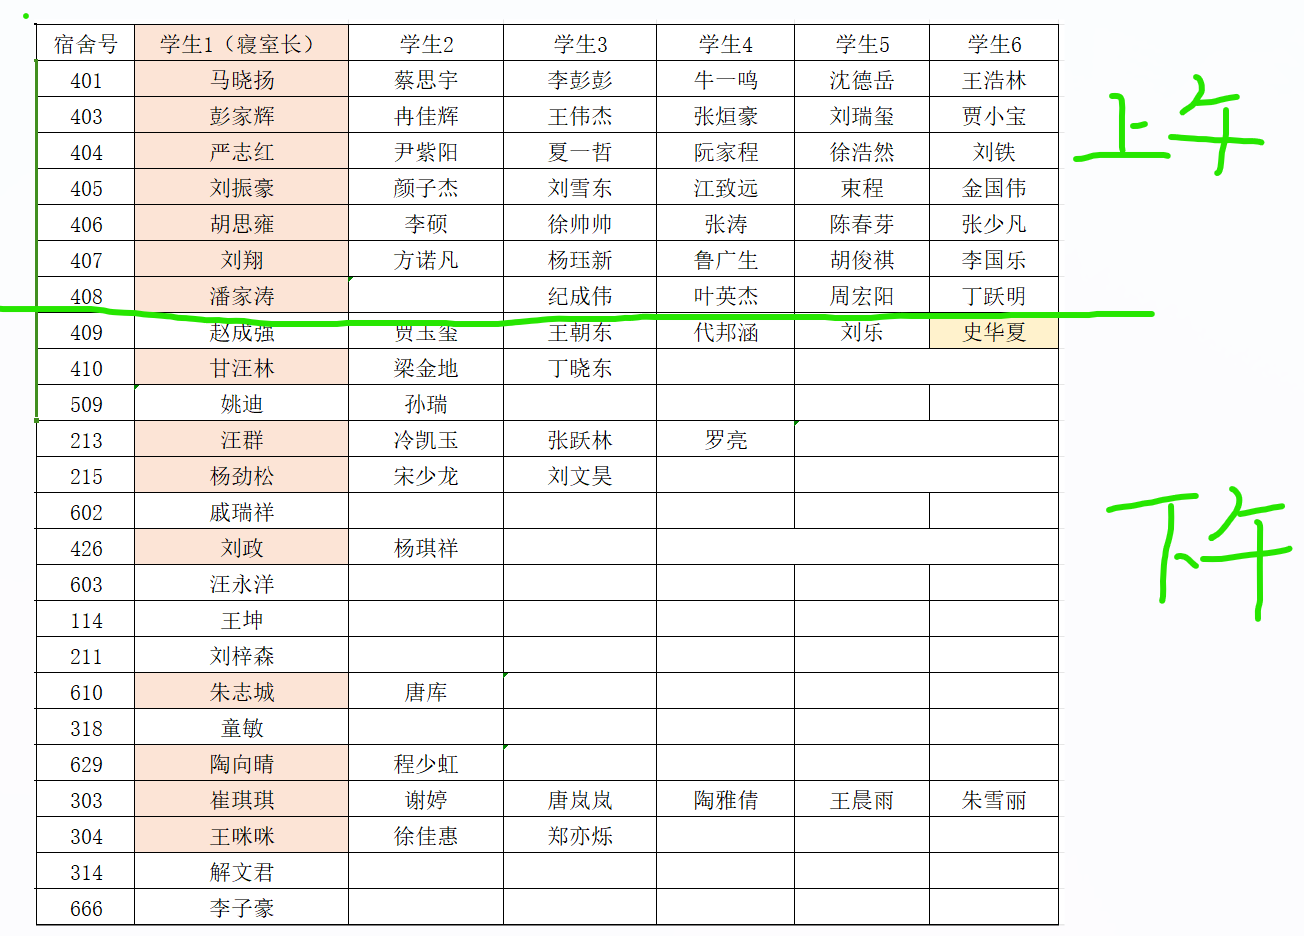 宿舍号 学生1（寝室长） 学生2 学生3 学生4 学生5 学生6
401 马晓扬 蔡思宇 李彭彭 牛一鸣 沈德岳 王浩林
上午
403 彭家辉 冉佳辉 王伟杰 张烜豪 刘瑞玺 贾小宝
404 严志红 尹紫阳 夏一哲 阮家程 徐浩然 刘铁
405 刘振豪 颜子杰 刘雪东 江致远 束程 金国伟
406 胡思雍 李硕 徐帅帅 张涛 陈春芽 张少凡
407 刘翔 方诺凡 杨珏新 鲁广生 胡俊祺 李国乐
408 潘家涛 纪成伟 叶英杰 周宏阳 丁跃明
409 赵成强 贾玉玺 王朝东 代邦涵 刘乐 史华夏
410 甘汪林 梁金地 丁晓东
509 姚迪 孙瑞
213 汪群 冷凯玉 张跃林 罗亮
215 杨劲松 宋少龙 刘文昊
602 戚瑞祥
下午
426 刘政 杨琪祥
603 汪永洋
114 王坤
211 刘梓森
610 朱志城 唐库
318 童敏
629 陶向晴 程少虹
303 崔琪琪 谢婷 唐岚岚 陶雅倩 王晨雨 朱雪丽
304 王咪咪 徐佳惠 郑亦烁
314 解文君
666 李子豪